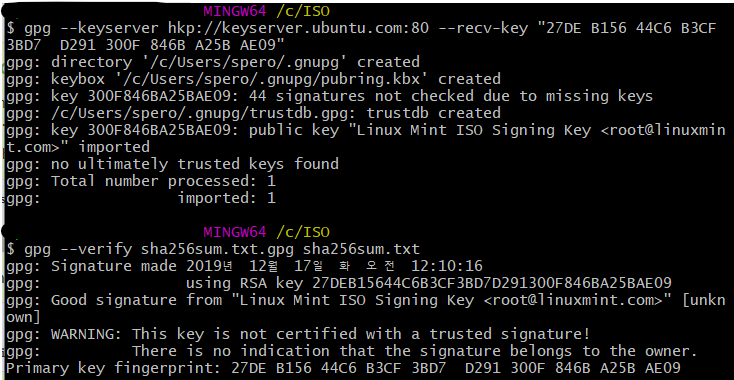 MINGW64 /c/ISO
$ gpg --keyserver hkp://keyserver.ubuntu.com:80 --recv-key "27DE B156 44C6 B3CF
3BD7  D291 300F 846B A25B AE09"
gpg: directory '/c/Users/spero/.gnupg' created
gpg: keybox '/c/Users/spero/.gnupg/pubring.kbx' created
gpg: key 300F846BA25BAE09: 44 signatures not checked due to missing keys
gpg: /c/Users/spero/.gnupg/trustdb.gpg: trustdb created
gpg: key 300F846BA25BAE09: public key "Linux Mint ISO Signing Key <root@linuxmin
t.com>" imported
gpg: no ultimately trusted keys found
gpg: Total number processed: 1
gpg:               imported: 1
MINGW64 /c/ISO
$ gpg --verify sha256sum.txt.gpg sha256sum.txt
gpg: Signature made 2019년  12월  17일  화  오전  12:10:16
gpg:                using RSA key 27DEB15644C6B3CF3BD7D291300F846BA25BAE09
gpg: Good signature from "Linux Mint ISO Signing Key <root@linuxmint.com>" [unkn
own]
gpg: WARNING: This key is not certified with a trusted signature!
gpg:          There is no indication that the signature belongs to the owner.
Primary key fingerprint: 27DE B156 44C6 B3CF 3BD7  D291 300F 846B A25B AE09